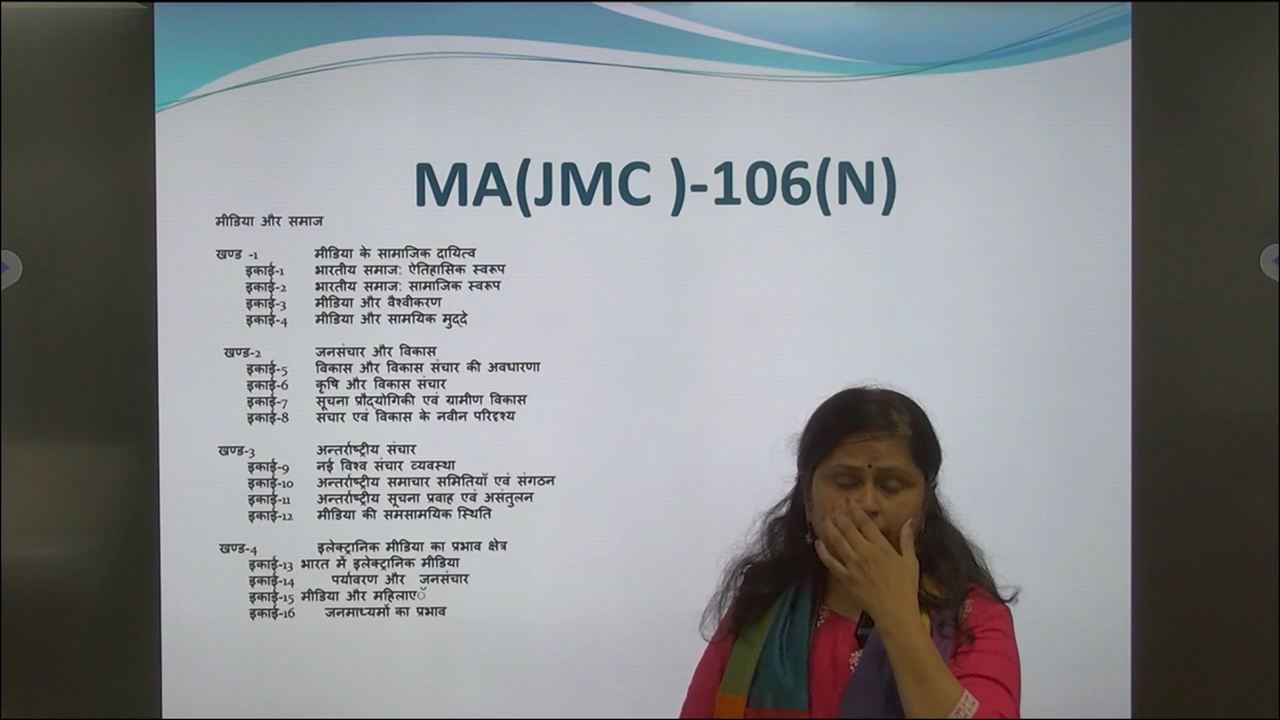 MA(JMC )-106(N)
मीडिया और समाज
खण्ड -1 मीडिया के सामाजिक दायित्व
इकाई-1 भारतीय समाज: ऐतिहासिक स्वरूप
इकाई-2 भारतीय समाज: सामाजिक स्वरूप
इकाई-3 मीडिया और वैश्वीकरण
इकाई-4 मीडिया और सामयिक मुद्दे
खण्ड-2 जनसंचार और विकास
इकाई-5 विकास और विकास संचार की अवधारणा
इकाई-6 कृषि और विकास संचार
इकाई-7 सूचना प्रौद्योगिकी एवं ग्रामीण विकास
इकाई-8 संचार एवं विकास के नवीन परिदृश्य
खण्ड-3 अन्तर्राष्ट्रीय संचार
इकाई-9 नई विश्व संचार व्यवस्था
इकाई-10 अन्तर्राष्ट्रीय समाचार समितियॉ एवं संगठन
इकाई-11 अन्तर्राष्ट्रीय सूचना प्रवाह एवं असंतुलन
इकाई-12 मीडिया की समसामयिक स्थिति
खण्ड-4 इलेक्ट्रानिक मीडिया का प्रभाव क्षेत्र
इकाई-13 भारत में इलेक्ट्रानिक मीडिया
इकाई-14 पर्यावरण और जनसंचार
इकाई-15 मीडिया और महिलाएॅ
इकाई-16 जनमाध्यमों का प्रभाव